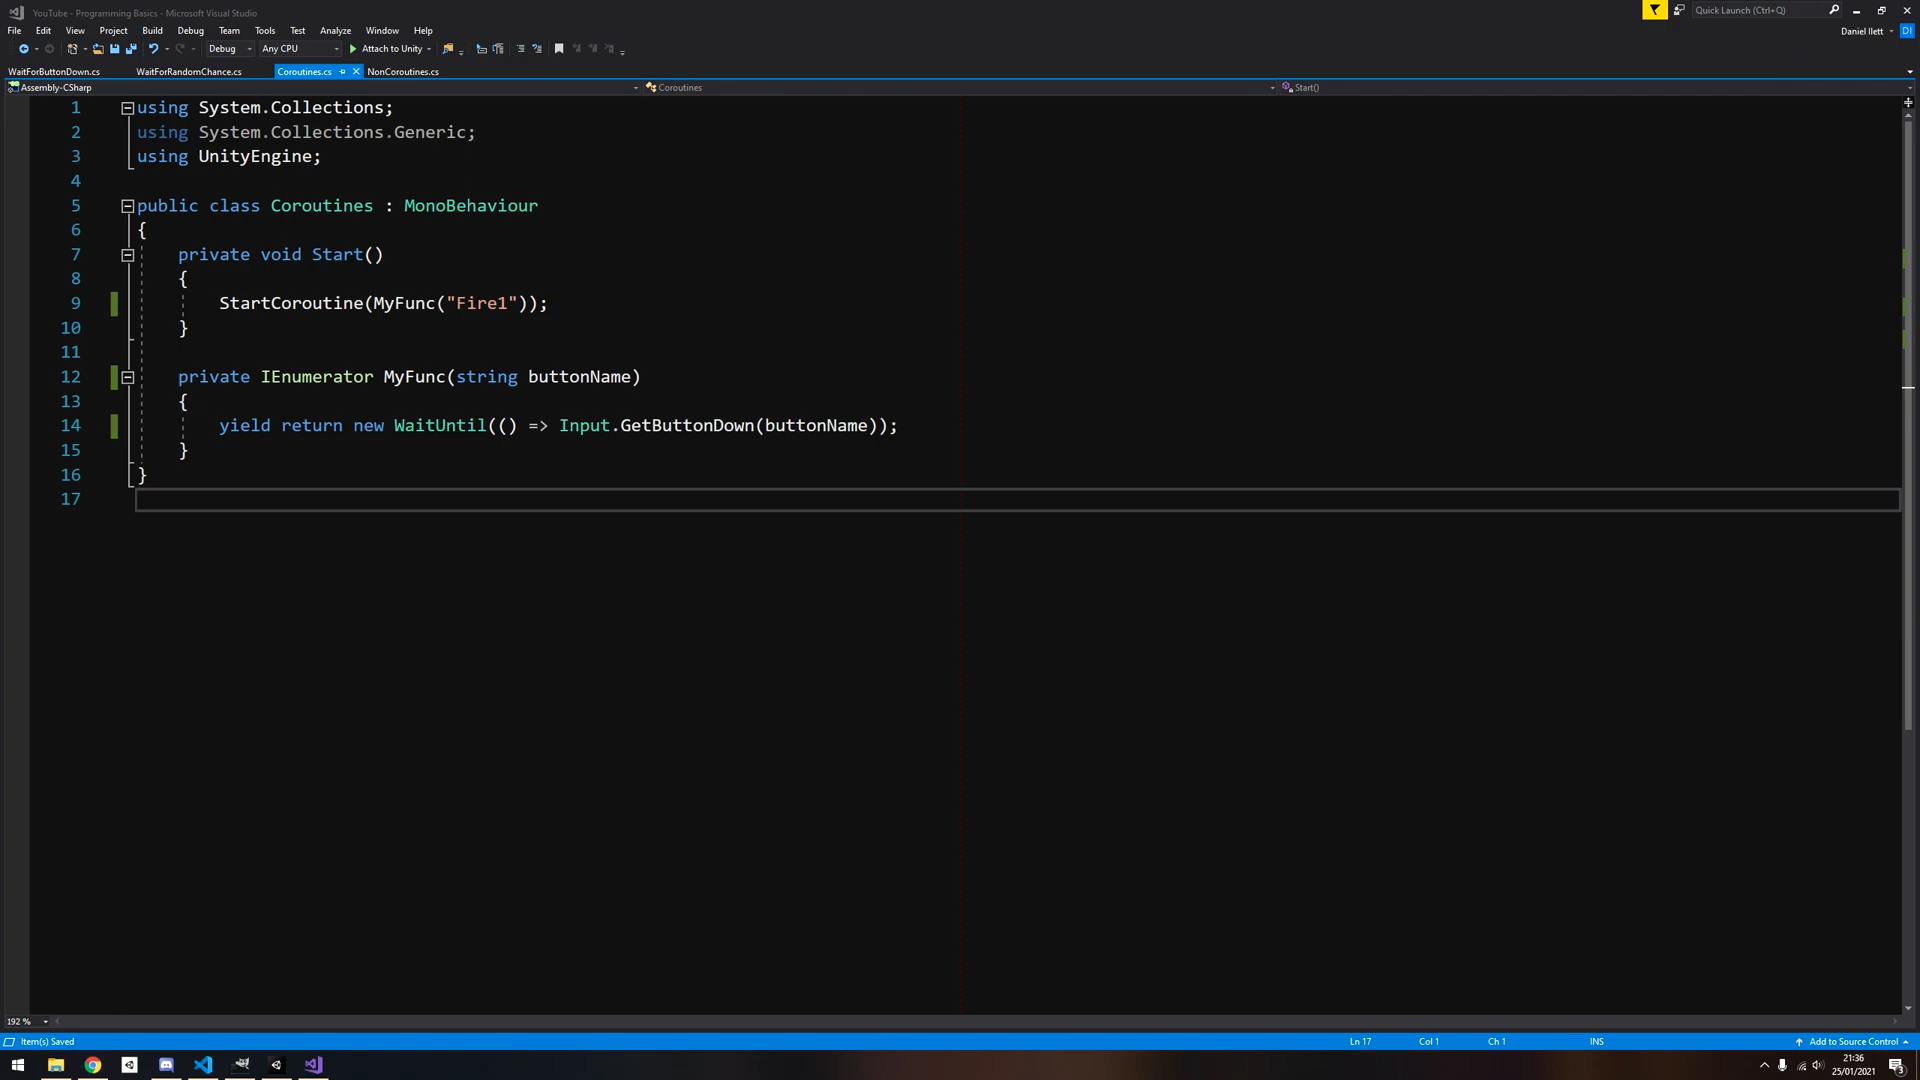 YouTube - Programming Basics - Microsoft Visual Studio
Quick Launch (Ctrl+Q)
File Edit View Project Build Debug Team Tools Test Analyze Window Help
Daniel Ilett DI
Debug Any CPU Attach to Unity
WaitForButtonDown.cs WaitForRandomChance.cs Coroutines.cs NonCoroutines.cs
Assembly-CSharp Coroutines Start()
1 using System.Collections;
2 using System.Collections.Generic;
3 using UnityEngine;
4
5 public class Coroutines : MonoBehaviour
6 {
7 private void Start()
8 {
9 StartCoroutine(MyFunc("Fire1"));
10 }
11
12 private IEnumerator MyFunc(string buttonName)
13 {
14 yield return new WaitUntil(() => Input.GetButtonDown(buttonName));
15 }
16 }
17
192 %
Item(s) Saved Ln 17 Col 1 Ch 1 INS Add to Source Control
21:36
25/01/2021
3